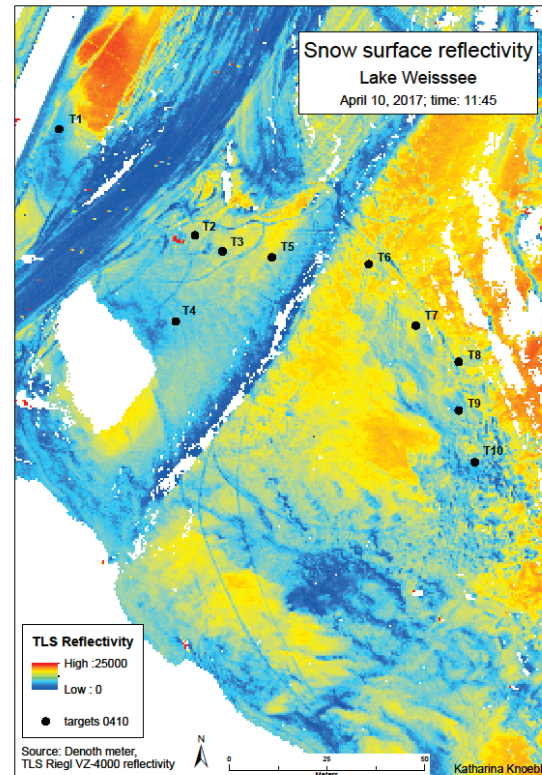 Snow surface reflectivity
Lake Weisssee
April 10, 2017; time: 11:45
T1
T2
T3
T5
T6
T4
T7
T8
T9
T10
TLS Reflectivity
High :25000
Low : 0
targets 0410
Source: Denoth meter,
TLS Riegl VZ-4000 reflectivity
N
0 25 50
Meters
Katharina Knoebl